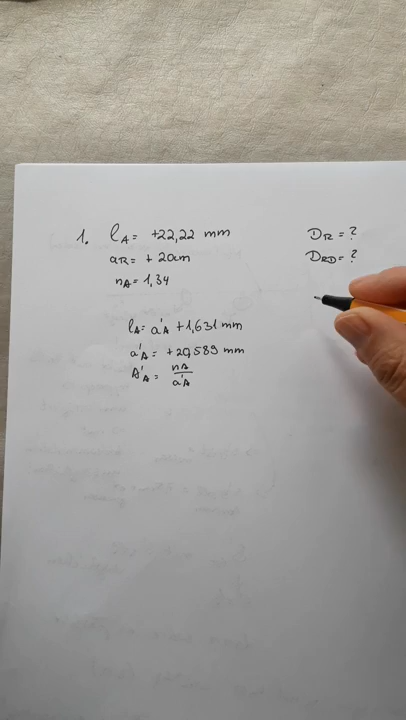 1. lA = +22,22 mm
DR = ?
aR = + 20cm
DRD = ?
nA = 1,34
lA = a'A + 1,631 mm
a'A = +20,589 mm
A'A = nA / a'A